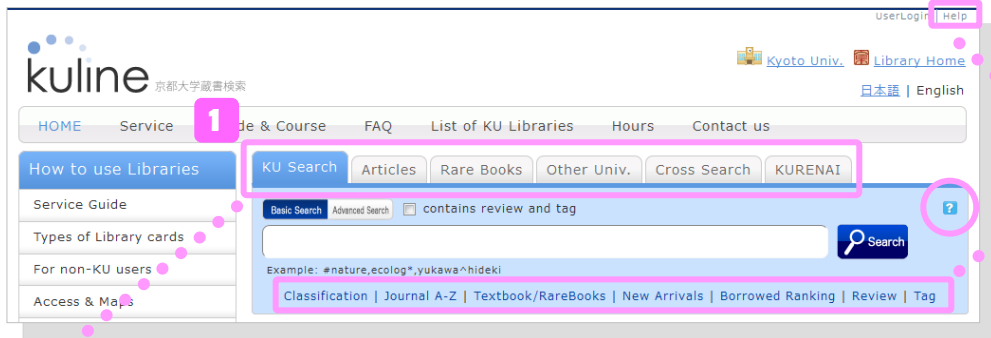 UserLogin | Help
kuline 京都大学蔵書検索
Kyoto Univ. Library Home
日本語 | English
1
HOME Service de & Course FAQ List of KU Libraries Hours Contact us
How to use Libraries
KU Search Articles Rare Books Other Univ. Cross Search KURENAI
Service Guide
Basic Search Advanced Search contains review and tag
?
Types of Library cards
Search
For non-KU users
Example: #nature,ecolog*,yukawa^hideki
Access & Maps
Classification | Journal A-Z | Textbook/RareBooks | New Arrivals | Borrowed Ranking | Review | Tag